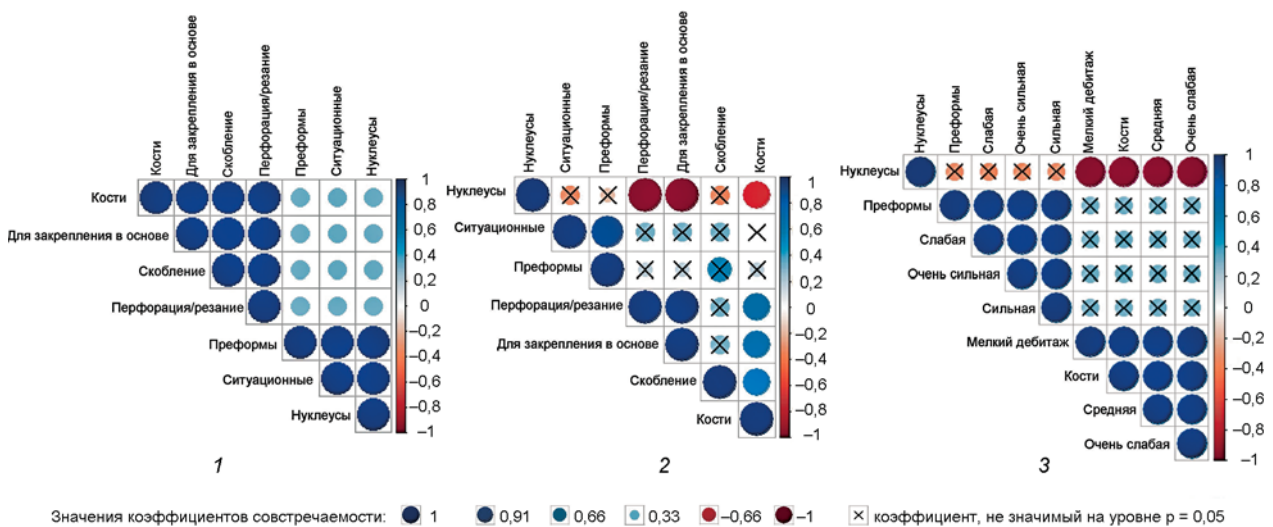 Кости
Для закрепления в основе
Скобление
Перфорация/резание
Преформы
Ситуационные
Нуклеусы
Кости
Для закрепления в основе
Скобление
Перфорация/резание
Преформы
Ситуационные
Нуклеусы
1
0,8
0,6
0,4
0,2
0
–0,2
–0,4
–0,6
–0,8
–1
1
Нуклеусы
Ситуационные
Преформы
Перфорация/резание
Для закрепления в основе
Скобление
Кости
Нуклеусы
Ситуационные
Преформы
Перфорация/резание
Для закрепления в основе
Скобление
Кости
1
0,8
0,6
0,4
0,2
0
–0,2
–0,4
–0,6
–0,8
–1
2
Нуклеусы
Преформы
Слабая
Очень сильная
Сильная
Мелкий дебитаж
Кости
Средняя
Очень слабая
Нуклеусы
Преформы
Слабая
Очень сильная
Сильная
Мелкий дебитаж
Кости
Средняя
Очень слабая
1
0,8
0,6
0,4
0,2
0
–0,2
–0,4
–0,6
–0,8
–1
3
Значения коэффициентов совстречаемости: 1 0,91 0,66 0,33 –0,66 –1 коэффициент, не значимый на уровне p = 0,05